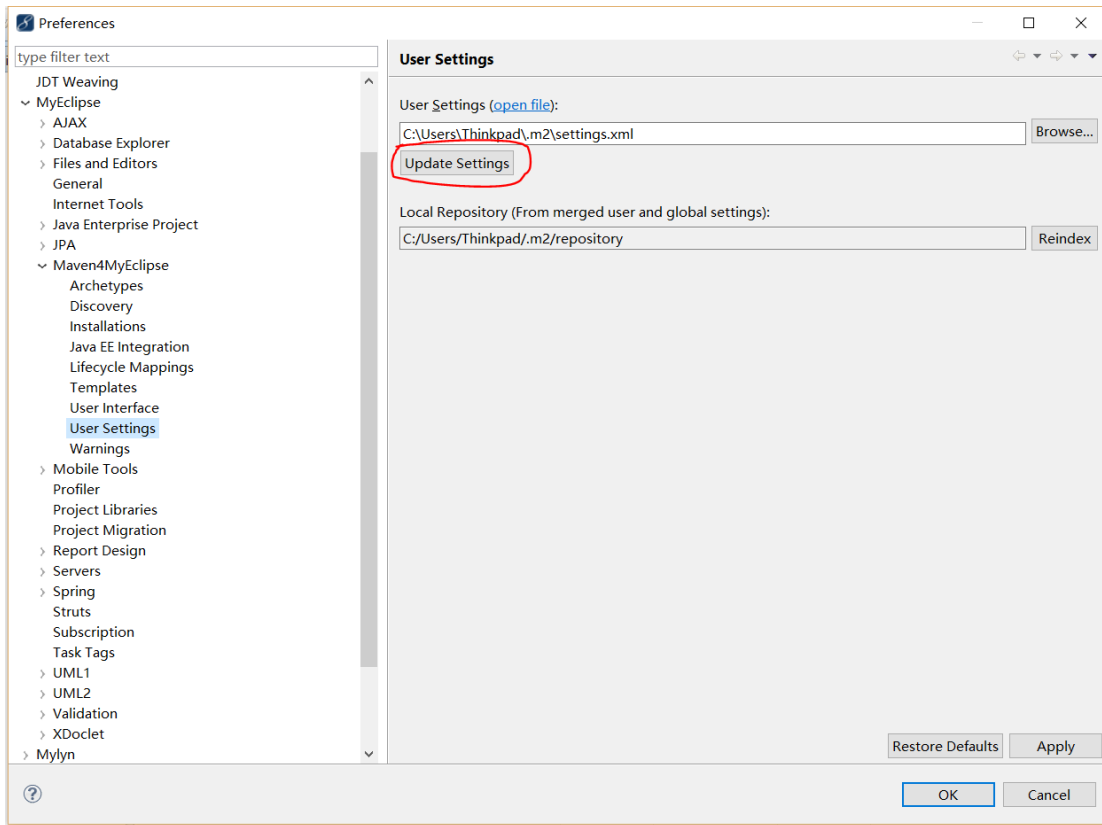 Preferences
type filter text
JDT Weaving
MyEclipse
AJAX
Database Explorer
Files and Editors
General
Internet Tools
Java Enterprise Project
JPA
Maven4MyEclipse
Archetypes
Discovery
Installations
Java EE Integration
Lifecycle Mappings
Templates
User Interface
User Settings
Warnings
Mobile Tools
Profiler
Project Libraries
Project Migration
Report Design
Servers
Spring
Struts
Subscription
Task Tags
UML1
UML2
Validation
XDoclet
Mylyn
User Settings
User Settings (open file):
C:\Users\Thinkpad\.m2\settings.xml
Browse...
Update Settings
Local Repository (From merged user and global settings):
C:/Users/Thinkpad/.m2/repository
Reindex
Restore Defaults
Apply
OK
Cancel